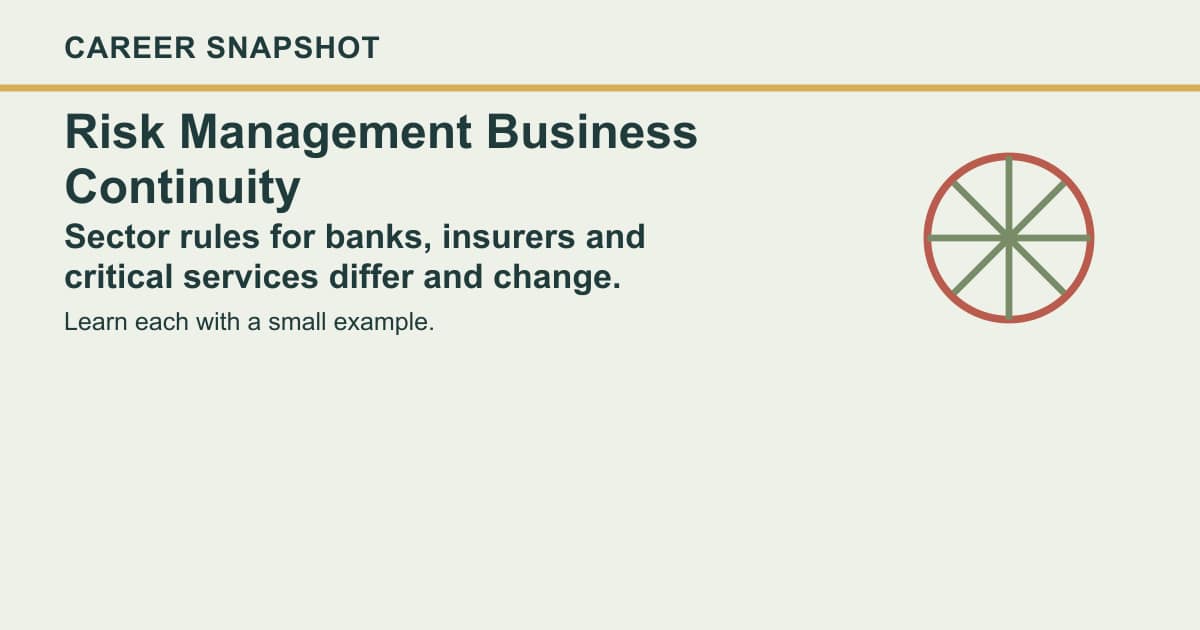 CAREER SNAPSHOT
Risk Management Business
Continuity
Sector rules for banks, insurers and
critical services differ and change.
Learn each with a small example.